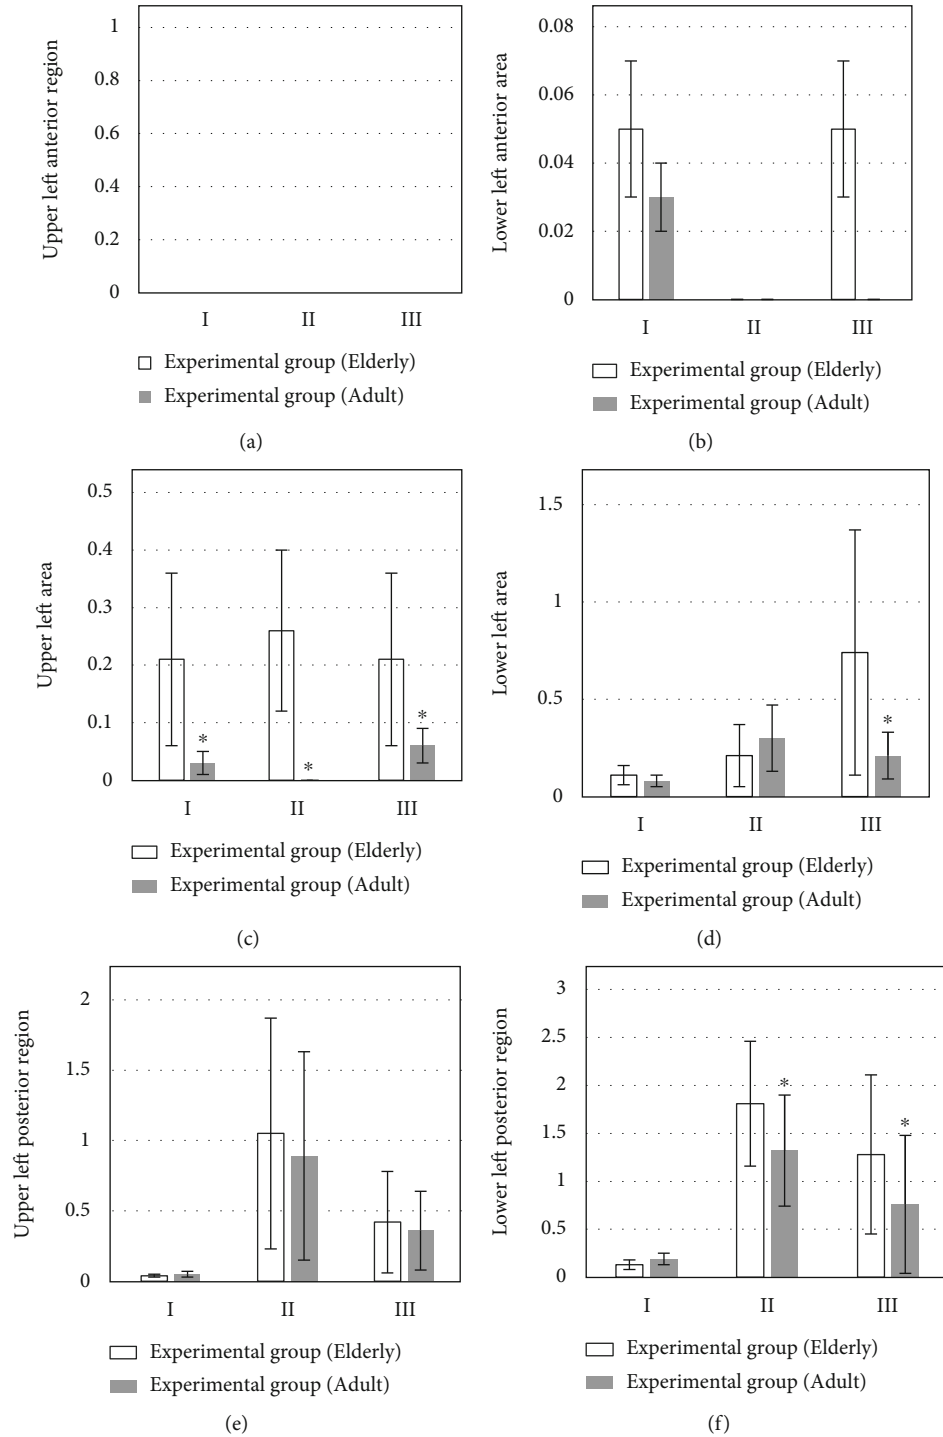 Upper left anterior region
1
0.8
0.6
0.4
0.2
0
I II III
Experimental group (Elderly)
Experimental group (Adult)
(a)
Lower left anterior area
0.08
0.06
0.04
0.02
0
I II III
Experimental group (Elderly)
Experimental group (Adult)
(b)
Upper left area
0.5
0.4
0.3
0.2
0.1
0
*
*
*
I II III
Experimental group (Elderly)
Experimental group (Adult)
(c)
Lower left area
1.5
1
0.5
0
*
I II III
Experimental group (Elderly)
Experimental group (Adult)
(d)
Upper left posterior region
2
1.5
1
0.5
0
I II III
Experimental group (Elderly)
Experimental group (Adult)
(e)
Lower left posterior region
3
2.5
2
1.5
1
0.5
0
*
*
I II III
Experimental group (Elderly)
Experimental group (Adult)
(f)